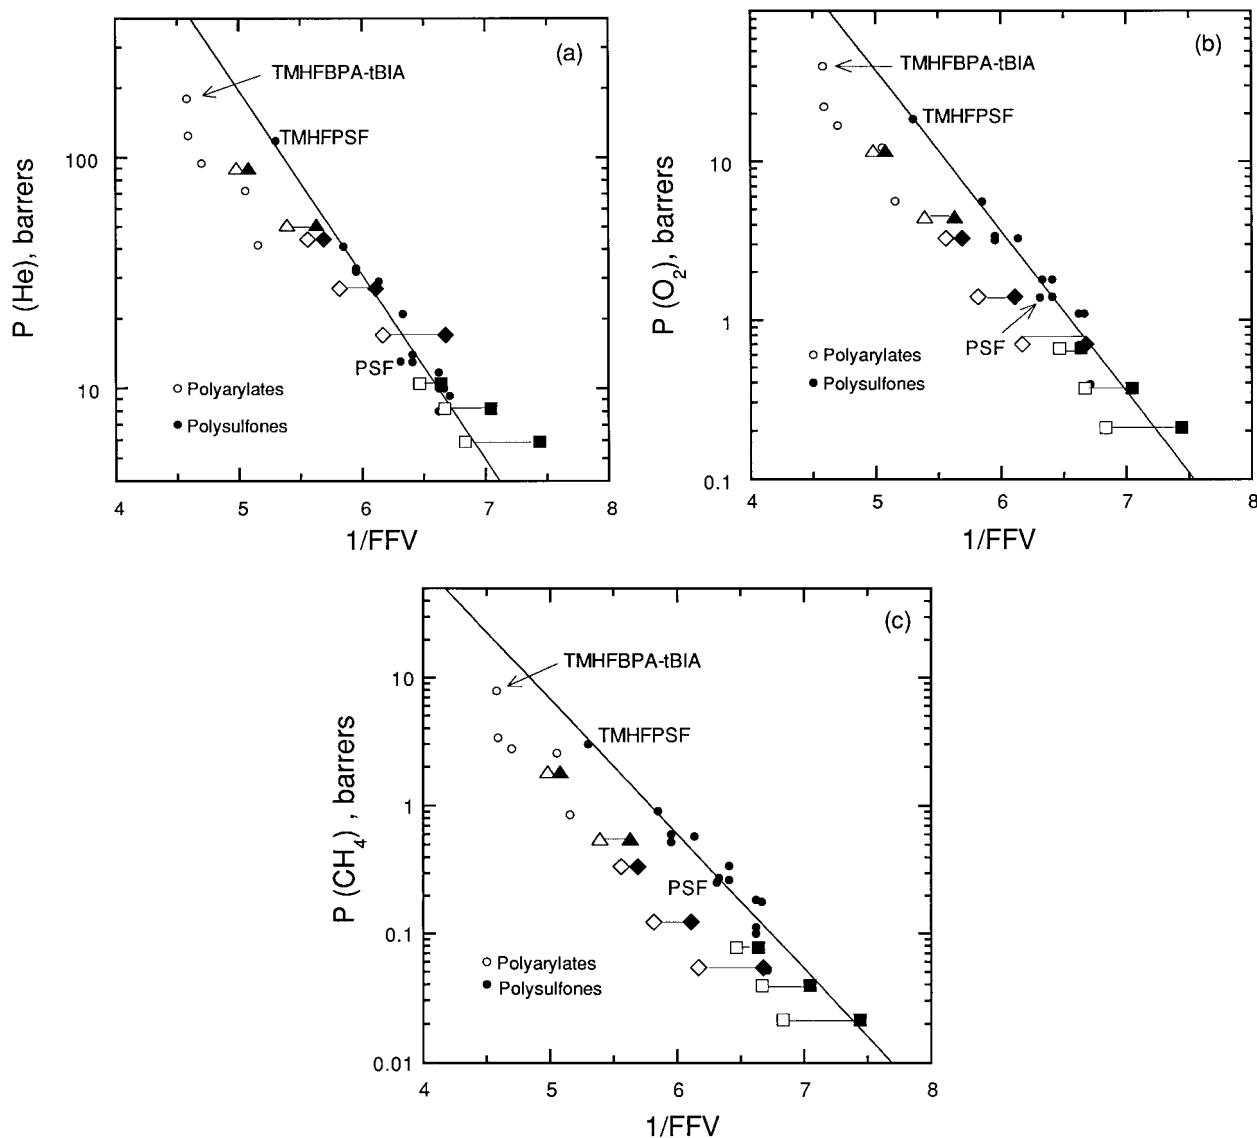 (a)
TMHFBPA-tBIA
TMHFPSF
100
10
PSF
Polyarylates
Polysulfones
P (He), barrers
4 5 6 7 8
1/FFV
(b)
TMHFBPA-tBIA
TMHFPSF
10
1
0.1
PSF
Polyarylates
Polysulfones
P (O₂), barrers
4 5 6 7 8
1/FFV
(c)
TMHFBPA-tBIA
TMHFPSF
10
1
0.1
0.01
PSF
Polyarylates
Polysulfones
P (CH₄) , barrers
4 5 6 7 8
1/FFV